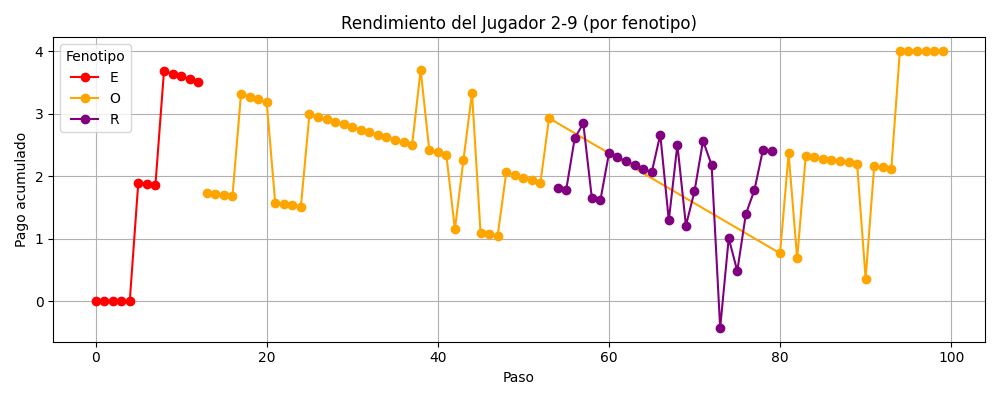 Rendimiento del Jugador 2-9 (por fenotipo)
Fenotipo
E
O
R
Pago acumulado
4
3
2
1
0
0 20 40 60 80 100
Paso